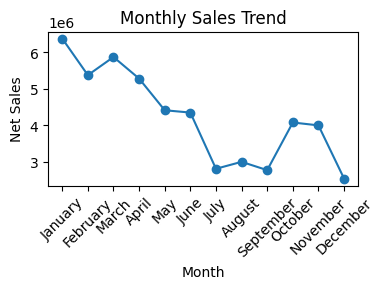 Monthly Sales Trend
1e6
6
5
4
3
Net Sales
January
February
March
April
May
June
July
August
September
October
November
December
Month